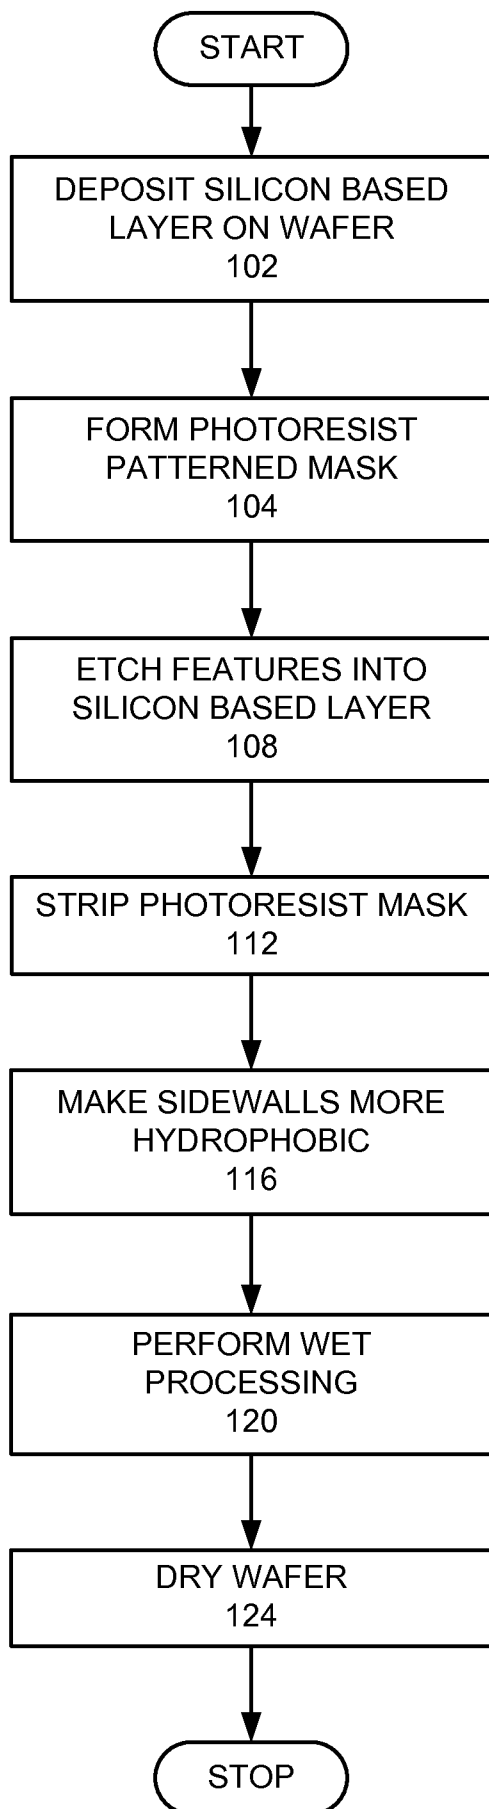 START
DEPOSIT SILICON BASED
LAYER ON WAFER
102
FORM PHOTORESIST
PATTERNED MASK
104
ETCH FEATURES INTO
SILICON BASED LAYER
108
STRIP PHOTORESIST MASK
112
MAKE SIDEWALLS MORE
HYDROPHOBIC
116
PERFORM WET
PROCESSING
120
DRY WAFER
124
STOP